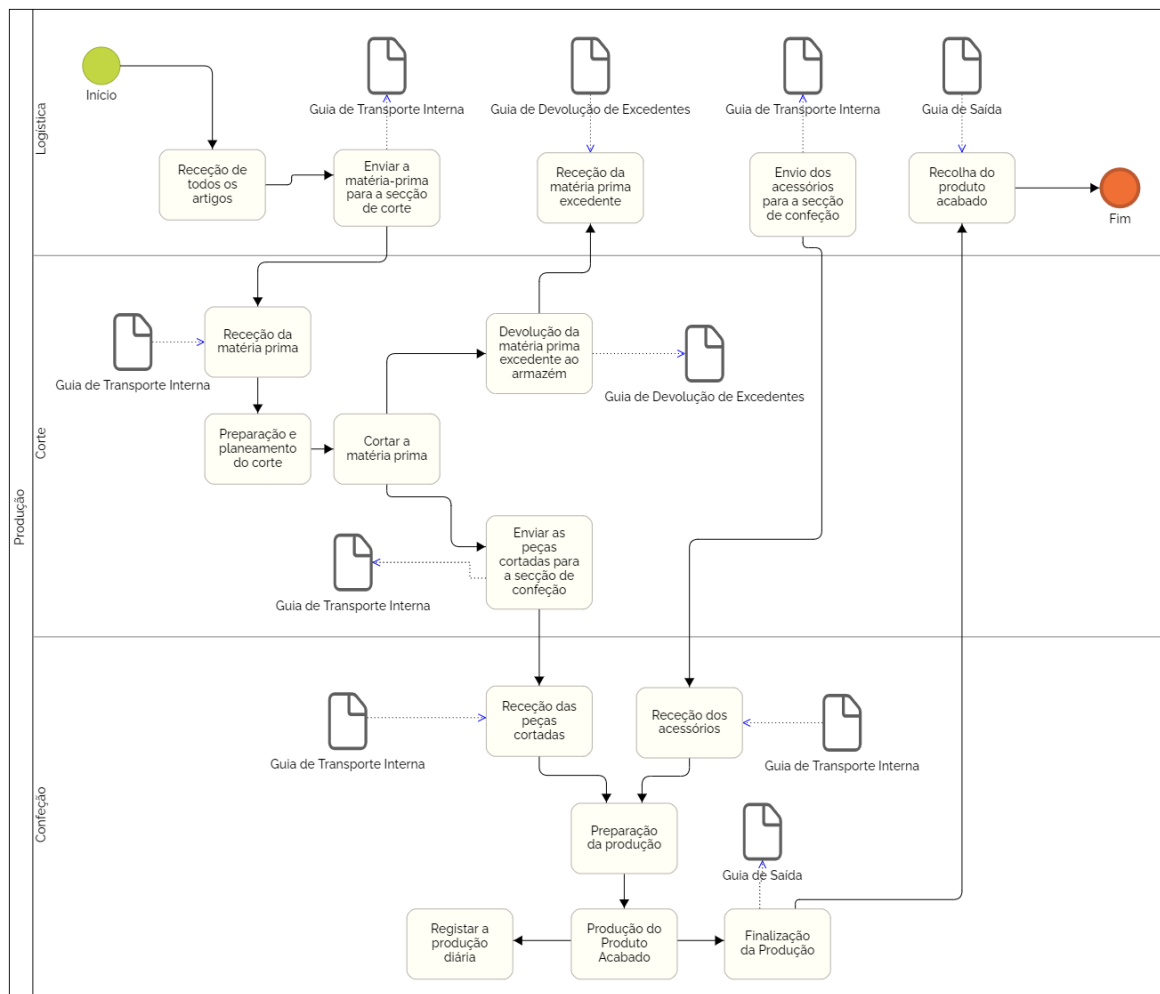 Produção
Logística
Início
Guia de Transporte Interna
Guia de Devolução de Excedentes
Guia de Transporte Interna
Guia de Saída
Receção de
todos os
artigos
Enviar a
matéria-prima
para a secção
de corte
Receção da
matéria prima
excedente
Envio dos
acessórios
para a secção
de confeção
Recolha do
produto
acabado
Fim
Corte
Guia de Transporte Interna
Receção da
matéria prima
Devolução da
matéria prima
excedente ao
armazém
Guia de Devolução de Excedentes
Preparação e
planeamento
do corte
Cortar a
matéria prima
Enviar as
peças
cortadas para
a secção de
confeção
Guia de Transporte Interna
Confeção
Guia de Transporte Interna
Receção das
peças
cortadas
Receção dos
acessórios
Guia de Transporte Interna
Preparação
da produção
Guia de Saída
Registar a
produção
diária
Produção do
Produto
Acabado
Finalização
da Produção